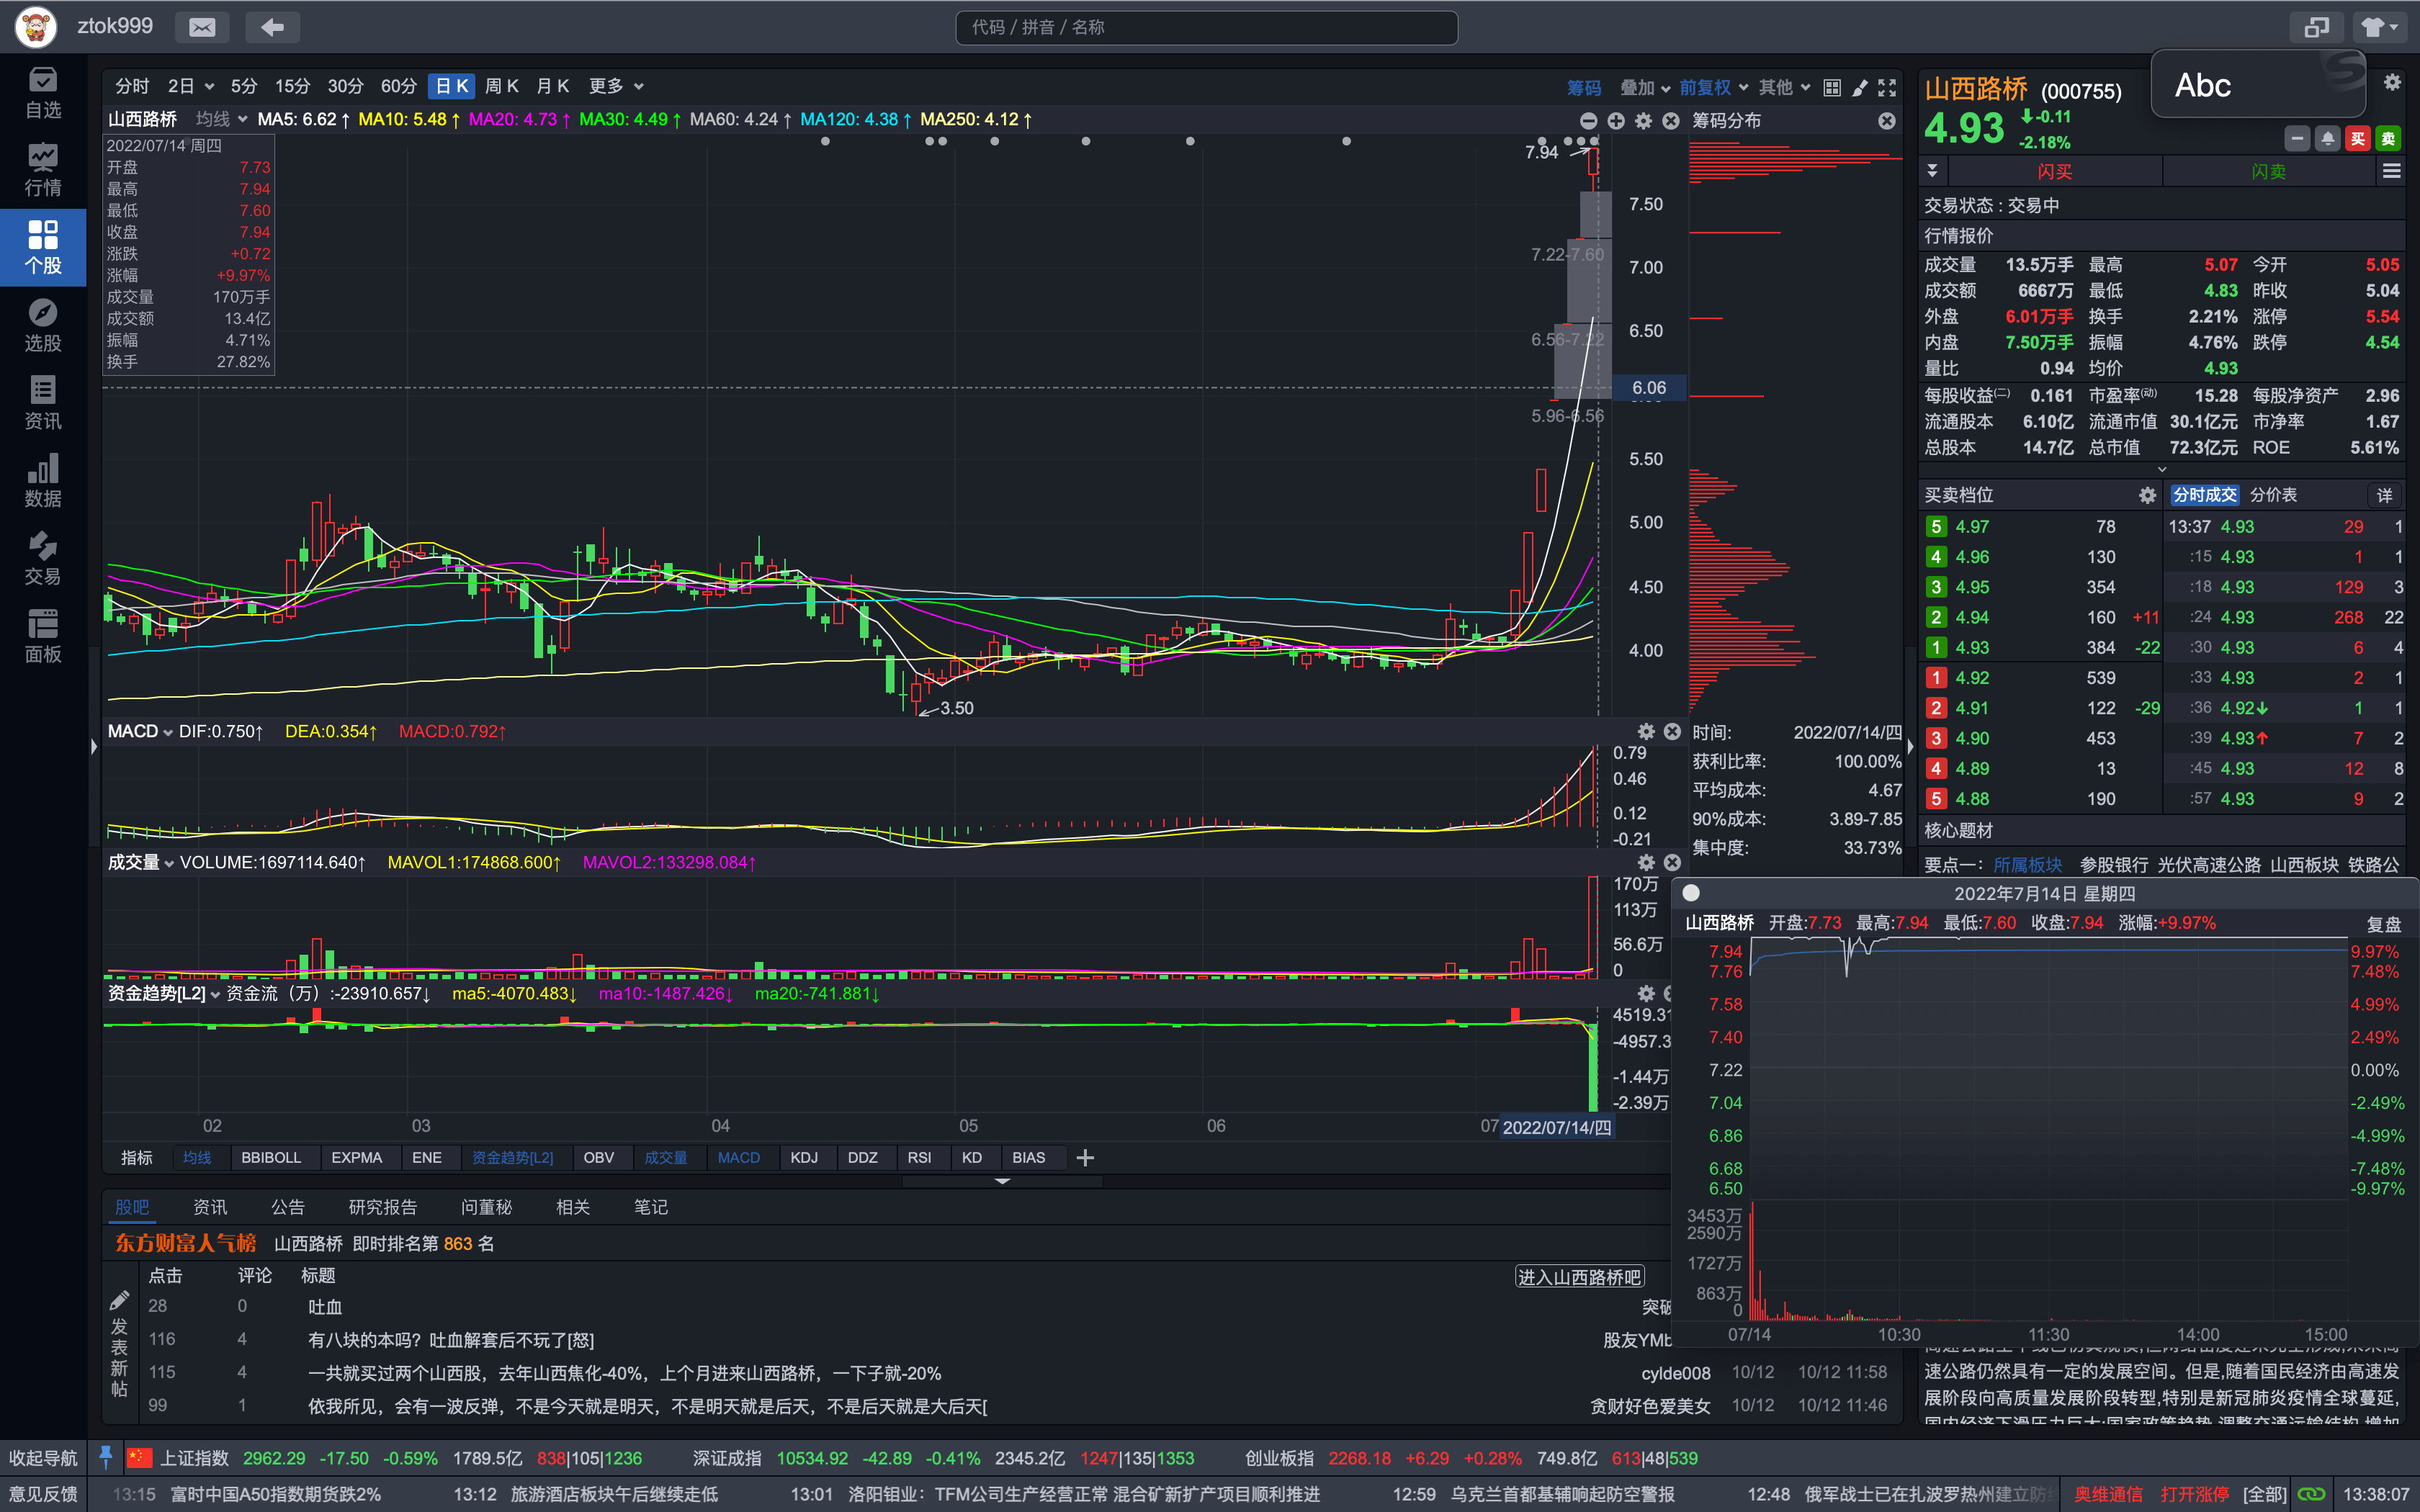 ztok999
代码 / 拼音 / 名称
Abc
自选
行情
个股
选股
资讯
数据
交易
面板
分时 2日 5分 15分 30分 60分 日K 周K 月K 更多
筹码 叠加 前复权 其他
山西路桥 均线 MA5: 6.62↑ MA10: 5.48↑ MA20: 4.73↑ MA30: 4.49↑ MA60: 4.24↑ MA120: 4.38↑ MA250: 4.12↑
筹码分布
2022/07/14 周四
开盘 7.73
最高 7.94
最低 7.60
收盘 7.94
涨跌 +0.72
涨幅 +9.97%
成交量 170万手
成交额 13.4亿
振幅 4.71%
换手 27.82%
7.94
7.50
7.22-7.60
7.00
6.50
6.56-7.22
6.06
5.96-6.56
5.50
5.00
4.50
4.00
3.50
MACD DIF:0.750↑ DEA:0.354↑ MACD:0.792↑
0.79
0.46
0.12
-0.21
成交量 VOLUME:1697114.640↑ MAVOL1:174868.600↑ MAVOL2:133298.084↑
170万
113万
56.6万
0
资金趋势[L2] 资金流（万）:-23910.657↓ ma5:-4070.483↓ ma10:-1487.426↓ ma20:-741.881↓
4519.31
-4957.3
-1.44万
-2.39万
02 03 04 05 06 07 2022/07/14/四
指标 均线 BBIBOLL EXPMA ENE 资金趋势[L2] OBV 成交量 MACD KDJ DDZ RSI KD BIAS
时间: 2022/07/14/四
获利比率: 100.00%
平均成本: 4.67
90%成本: 3.89-7.85
集中度: 33.73%
山西路桥 (000755)
4.93 -0.11
-2.18%
买 卖
闪买 闪卖
交易状态 : 交易中
行情报价
成交量 13.5万手 最高 5.07 今开 5.05
成交额 6667万 最低 4.83 昨收 5.04
外盘 6.01万手 换手 2.21% 涨停 5.54
内盘 7.50万手 振幅 4.76% 跌停 4.54
量比 0.94 均价 4.93
每股收益(二) 0.161 市盈率(动) 15.28 每股净资产 2.96
流通股本 6.10亿 流通市值 30.1亿元 市净率 1.67
总股本 14.7亿 总市值 72.3亿元 ROE 5.61%
买卖档位 分时成交 分价表 详
5 4.97 78 13:37 4.93 29 1
4 4.96 130 :15 4.93 1 1
3 4.95 354 :18 4.93 129 3
2 4.94 160 +11 :24 4.93 268 22
1 4.93 384 -22 :30 4.93 6 4
1 4.92 539 :33 4.93 2 1
2 4.91 122 -29 :36 4.92↓ 1 1
3 4.90 453 :39 4.93↑ 7 2
4 4.89 13 :45 4.93 12 8
5 4.88 190 :57 4.93 9 2
核心题材
要点一： 所属板块 参股银行 光伏高速公路 山西板块 铁路公
2022年7月14日 星期四
山西路桥 开盘:7.73 最高:7.94 最低:7.60 收盘:7.94 涨幅:+9.97% 复盘
7.94 9.97%
7.76 7.48%
7.58 4.99%
7.40 2.49%
7.22 0.00%
7.04 -2.49%
6.86 -4.99%
6.68 -7.48%
6.50 -9.97%
3453万
2590万
1727万
863万
0
07/14 10:30 11:30 14:00 15:00
速公路仍然具有一定的发展空间。但是,随着国民经济由高速发
展阶段向高质量发展阶段转型,特别是新冠肺炎疫情全球蔓延,
股吧 资讯 公告 研究报告 问董秘 相关 笔记
东方财富人气榜 山西路桥 即时排名第 863 名
点击 评论 标题 进入山西路桥吧
发表新帖
28 0 吐血 突破
116 4 有八块的本吗？吐血解套后不玩了[怒] 股友YMb
115 4 一共就买过两个山西股，去年山西焦化-40%，上个月进来山西路桥，一下子就-20% cylde008 10/12 10/12 11:58
99 1 依我所见，会有一波反弹，不是今天就是明天，不是明天就是后天，不是后天就是大后天[ 贪财好色爱美女 10/12 10/12 11:46
收起导航 上证指数 2962.29 -17.50 -0.59% 1789.5亿 838|105|1236 深证成指 10534.92 -42.89 -0.41% 2345.2亿 1247|135|1353 创业板指 2268.18 +6.29 +0.28% 749.8亿 613|48|539
意见反馈 13:15 富时中国A50指数期货跌2% 13:12 旅游酒店板块午后继续走低 13:01 洛阳钼业：TFM公司生产经营正常 混合矿新扩产项目顺利推进 12:59 乌克兰首都基辅响起防空警报 12:48 俄军战士已在扎波罗热州建立防 奥维通信 打开涨停 [全部] 13:38:07